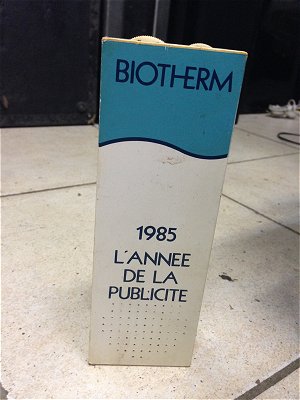 BIOTHERM
1985
L'ANNEE
DE LA
PUBLICITE